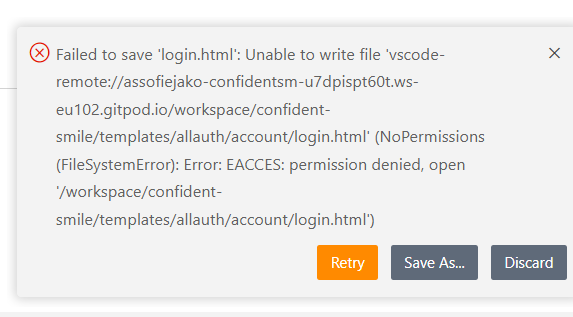 Failed to save 'login.html': Unable to write file 'vscode-
remote://assofiejako-confidentsm-u7dpispt60t.ws-
eu102.gitpod.io/workspace/confident-
smile/templates/allauth/account/login.html' (NoPermissions
(FileSystemError): Error: EACCES: permission denied, open
'/workspace/confident-
smile/templates/allauth/account/login.html')
Retry
Save As...
Discard